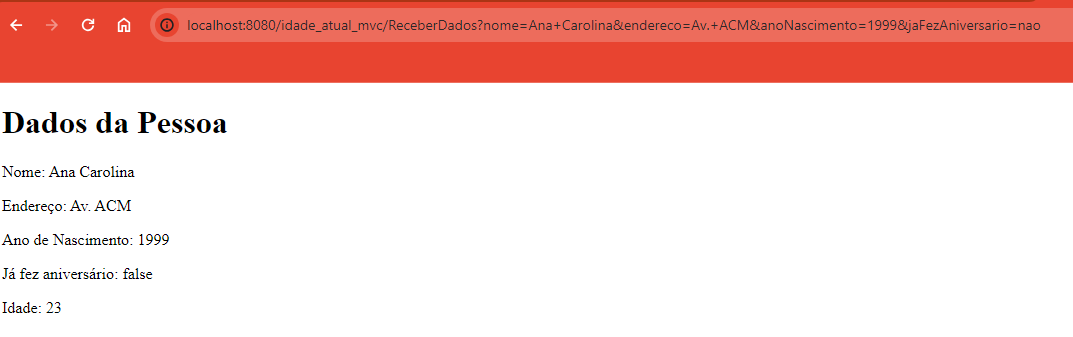 localhost:8080/idade_atual_mvc/ReceberDados?nome=Ana+Carolina&endereco=Av.+ACM&anoNascimento=1999&jaFezAniversario=nao
Dados da Pessoa
Nome: Ana Carolina
Endereço: Av. ACM
Ano de Nascimento: 1999
Já fez aniversário: false
Idade: 23